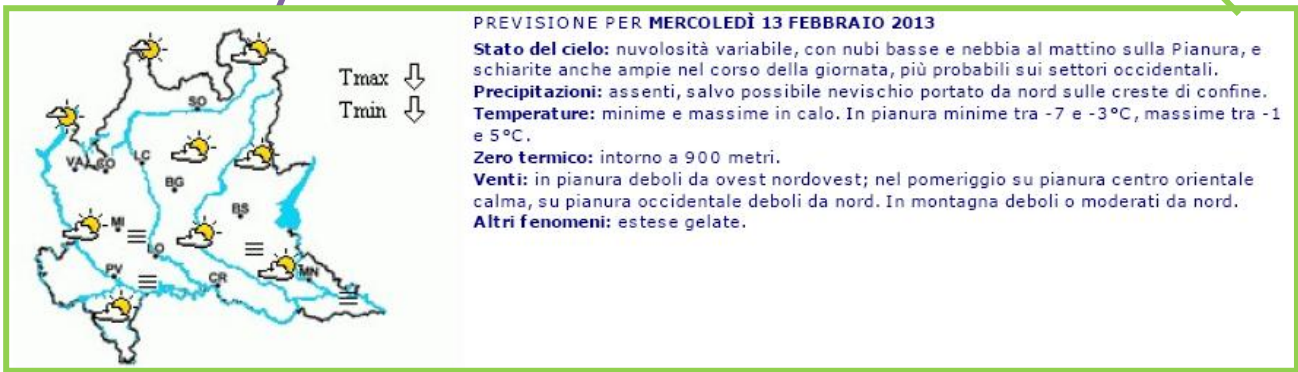 PREVISIONE PER MERCOLEDÌ 13 FEBBRAIO 2013
Stato del cielo: nuvolosità variabile, con nubi basse e nebbia al mattino sulla Pianura, e
schiarite anche ampie nel corso della giornata, più probabili sui settori occidentali.
Precipitazioni: assenti, salvo possibile nevischio portato da nord sulle creste di confine.
Temperature: minime e massime in calo. In pianura minime tra -7 e -3°C, massime tra -1
e 5°C.
Zero termico: intorno a 900 metri.
Venti: in pianura deboli da ovest nordovest; nel pomeriggio su pianura centro orientale
calma, su pianura occidentale deboli da nord. In montagna deboli o moderati da nord.
Altri fenomeni: estese gelate.
Tmax
Tmin
SO
VA
CO
LC
BG
BS
MI
LO
PV
CR
MN